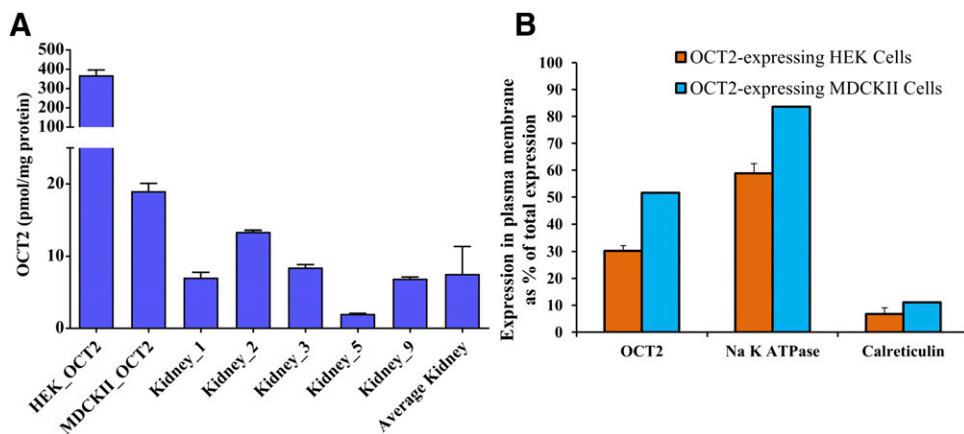 A
OCT2 (pmol/mg protein)
500
400
300
200
100
20
10
0
HEK_OCT2
MDCKII_OCT2
Kidney_1
Kidney_2
Kidney_3
Kidney_5
Kidney_9
Average Kidney
B
OCT2-expressing HEK Cells
OCT2-expressing MDCKII Cells
Expression in plasma membrane
as % of total expression
100
90
80
70
60
50
40
30
20
10
0
OCT2
Na K ATPase
Calreticulin